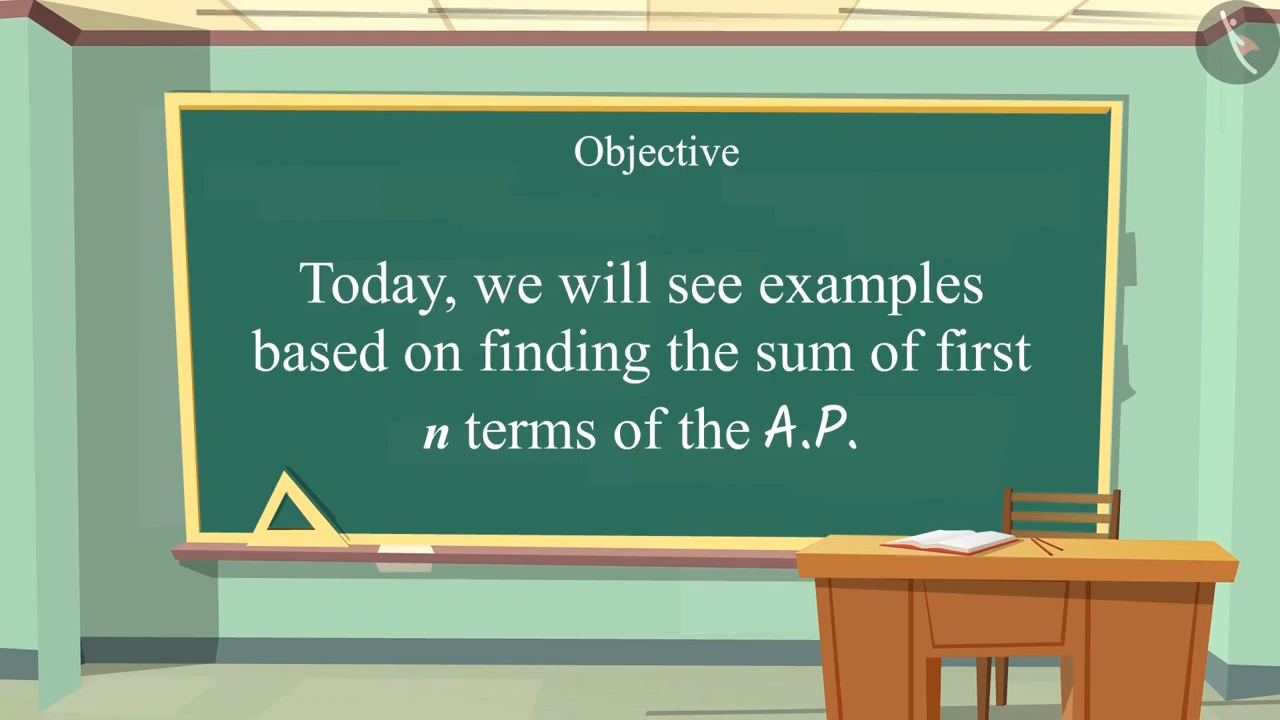 Objective
Today, we will see examples
based on finding the sum of first
n terms of the A.P.